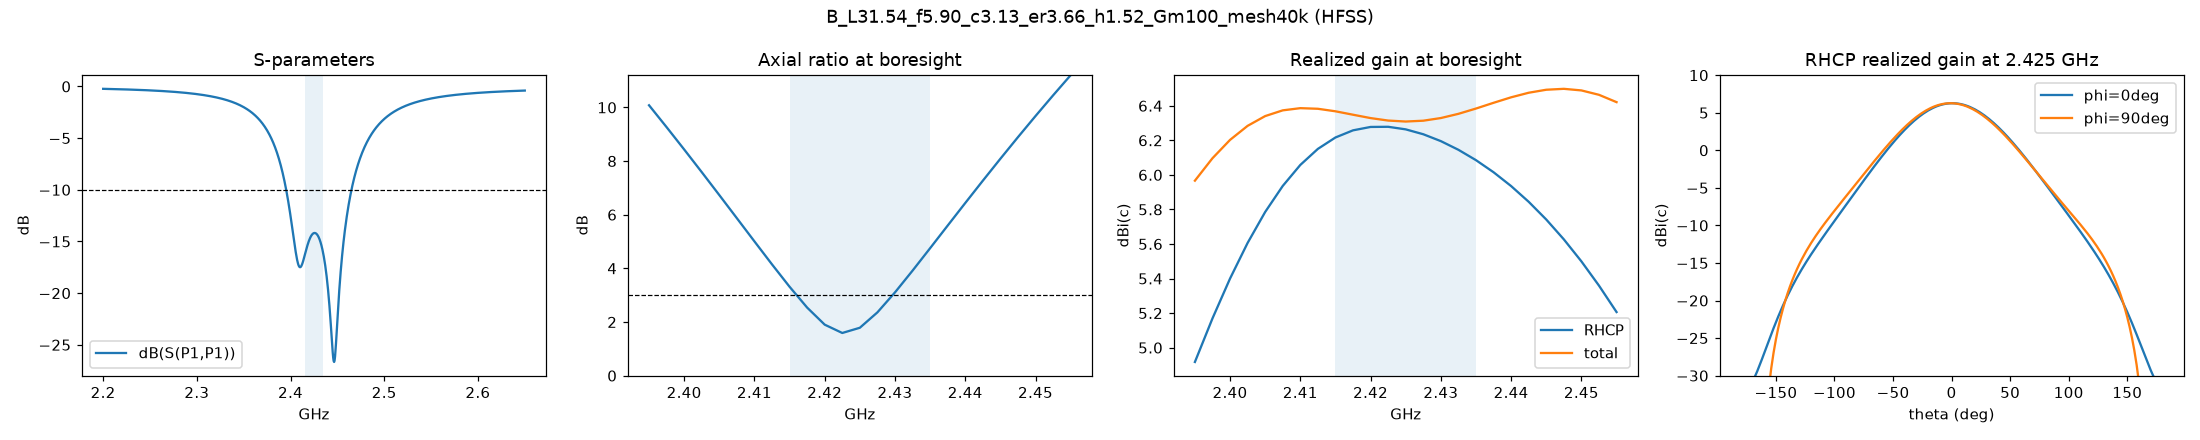 B_L31.54_f5.90_c3.13_er3.66_h1.52_Gm100_mesh40k (HFSS)
S-parameters
dB
0
−5
−10
−15
−20
−25
dB(S(P1,P1))
2.2 2.3 2.4 2.5 2.6
GHz
Axial ratio at boresight
dB
10
8
6
4
2
0
2.40 2.41 2.42 2.43 2.44 2.45
GHz
Realized gain at boresight
dBi(c)
6.4
6.2
6.0
5.8
5.6
5.4
5.2
5.0
RHCP
total
2.40 2.41 2.42 2.43 2.44 2.45
GHz
RHCP realized gain at 2.425 GHz
dBi(c)
10
5
0
−5
−10
−15
−20
−25
−30
phi=0deg
phi=90deg
−150 −100 −50 0 50 100 150
theta (deg)